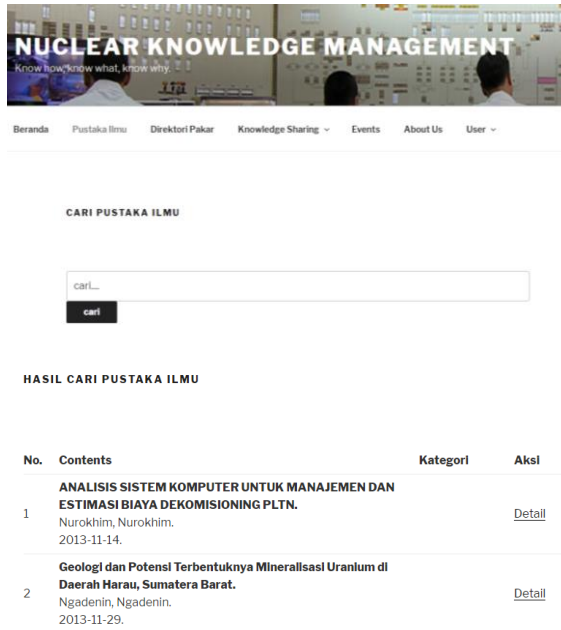 NUCLEAR KNOWLEDGE MANAGEMENT
Know how, know what, know why.
Beranda Pustaka Ilmu Direktori Pakar Knowledge Sharing Events About Us User
CARI PUSTAKA ILMU
cari....
cari
HASIL CARI PUSTAKA ILMU
No. Contents Kategori Aksi
1 ANALISIS SISTEM KOMPUTER UNTUK MANAJEMEN DAN
ESTIMASI BIAYA DEKOMISIONING PLTN.
Nurokhim, Nurokhim.
2013-11-14.
Detail
2 Geologi dan Potensi Terbentuknya Mineralisasi Uranium di
Daerah Harau, Sumatera Barat.
Ngadenin, Ngadenin.
2013-11-29.
Detail